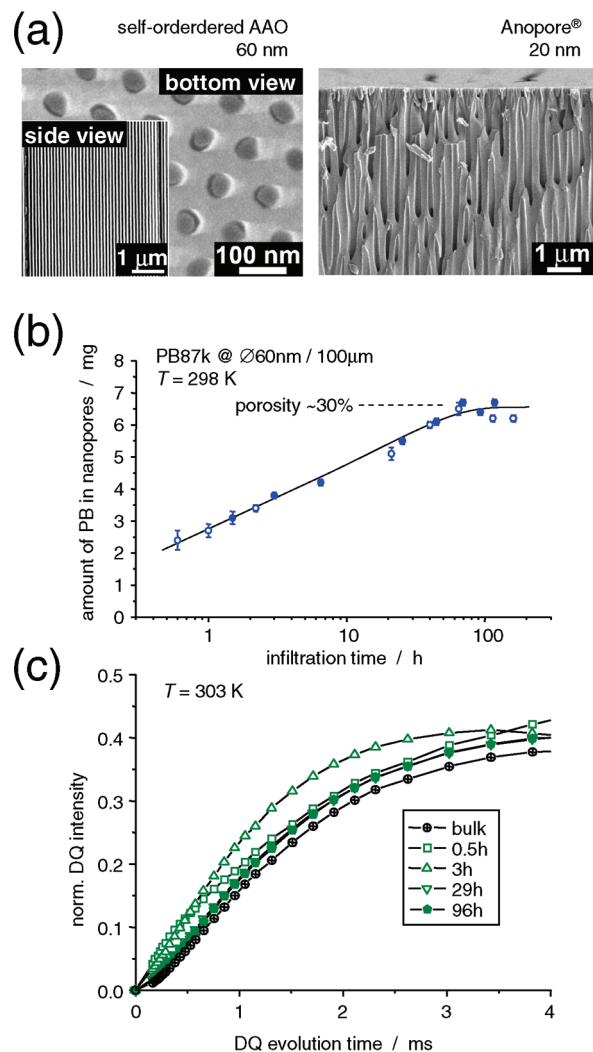 (a)
self-orderdered AAO
60 nm
Anopore®
20 nm
bottom view
side view
1 μm
100 nm
1 μm
(b)
PB87k @ ∅60nm / 100μm
T = 298 K
porosity ~30%
amount of PB in nanopores / mg
8
7
6
5
4
3
2
1
0
1
10
100
infiltration time / h
(c)
T = 303 K
norm. DQ intensity
0.5
0.4
0.3
0.2
0.1
0.0
bulk
0.5h
3h
29h
96h
0
1
2
3
4
DQ evolution time / ms